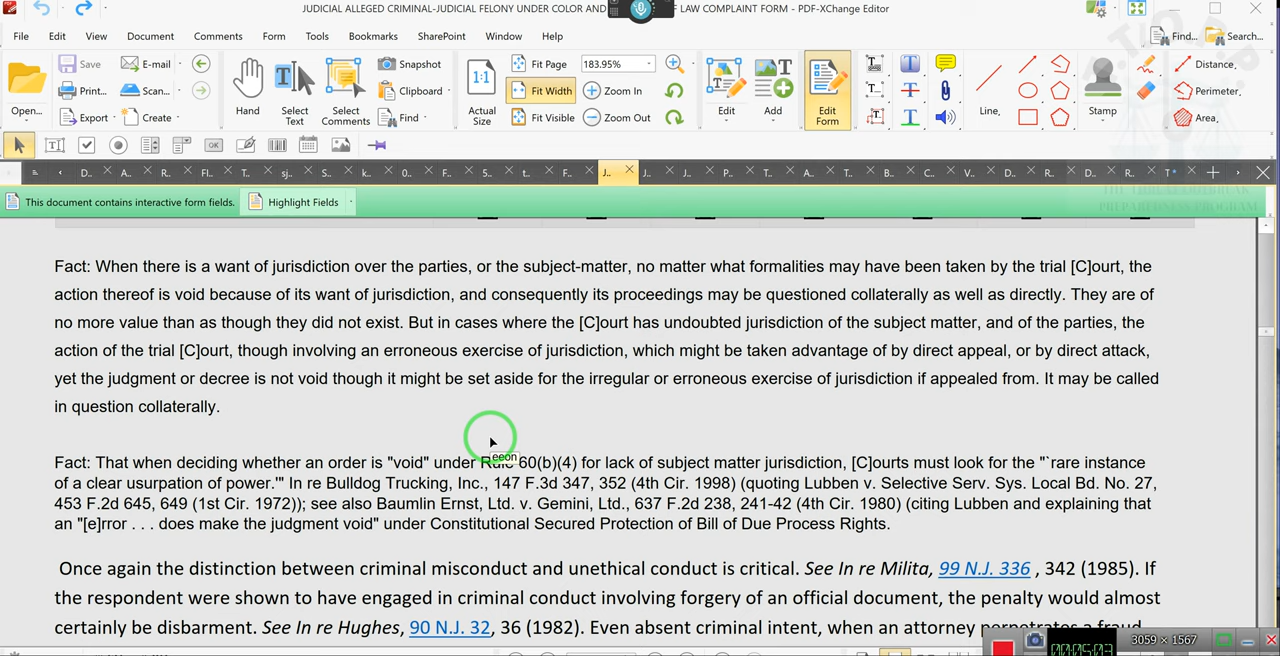 JUDICIAL ALLEGED CRIMINAL-JUDICIAL FELONY UNDER COLOR AND F LAW COMPLAINT FORM - PDF-XChange Editor
File Edit View Document Comments Form Tools Bookmarks SharePoint Window Help Find... Search...
Save E-mail Snapshot Fit Page 183.95% Distance,
Open... Print... Scan... Hand Select Text Select Comments Clipboard Actual Size Fit Width Zoom In Edit Add Edit Form Line, Stamp Perimeter,
Export Create Find Fit Visible Zoom Out Area,
OK
D.. A.. R.. Fl.. T.. sj.. S.. k.. 0.. F.. 5.. t.. F.. J.. J.. J.. P.. T.. A.. T.. B.. C.. V.. D.. R.. D.. R.. T*
This document contains interactive form fields. Highlight Fields
PREPAREDNESS PROGRAM
Fact: When there is a want of jurisdiction over the parties, or the subject-matter, no matter what formalities may have been taken by the trial [C]ourt, the
action thereof is void because of its want of jurisdiction, and consequently its proceedings may be questioned collaterally as well as directly. They are of
no more value than as though they did not exist. But in cases where the [C]ourt has undoubted jurisdiction of the subject matter, and of the parties, the
action of the trial [C]ourt, though involving an erroneous exercise of jurisdiction, which might be taken advantage of by direct appeal, or by direct attack,
yet the judgment or decree is not void though it might be set aside for the irregular or erroneous exercise of jurisdiction if appealed from. It may be called
in question collaterally.
eeon
Fact: That when deciding whether an order is "void" under Rule 60(b)(4) for lack of subject matter jurisdiction, [C]ourts must look for the "`rare instance
of a clear usurpation of power.'" In re Bulldog Trucking, Inc., 147 F.3d 347, 352 (4th Cir. 1998) (quoting Lubben v. Selective Serv. Sys. Local Bd. No. 27,
453 F.2d 645, 649 (1st Cir. 1972)); see also Baumlin Ernst, Ltd. v. Gemini, Ltd., 637 F.2d 238, 241-42 (4th Cir. 1980) (citing Lubben and explaining that
an "[e]rror . . . does make the judgment void" under Constitutional Secured Protection of Bill of Due Process Rights.
Once again the distinction between criminal misconduct and unethical conduct is critical. See In re Milita, 99 N.J. 336 , 342 (1985). If
the respondent were shown to have engaged in criminal conduct involving forgery of an official document, the penalty would almost
certainly be disbarment. See In re Hughes, 90 N.J. 32, 36 (1982). Even absent criminal intent, when an attorney perpetrates a fraud
3059 × 1567
00:05:03